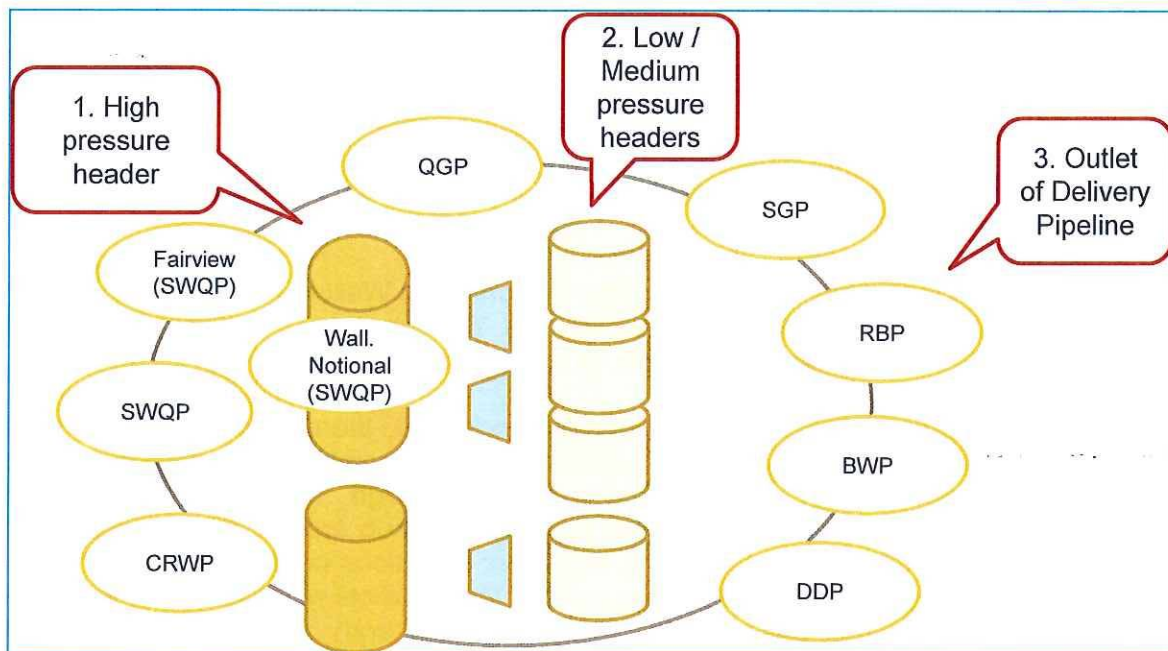 1. High
pressure
header
2. Low /
Medium
pressure
headers
3. Outlet
of Delivery
Pipeline
QGP
SGP
Fairview
(SWQP)
Wall.
Notional
(SWQP)
RBP
SWQP
BWP
CRWP
DDP